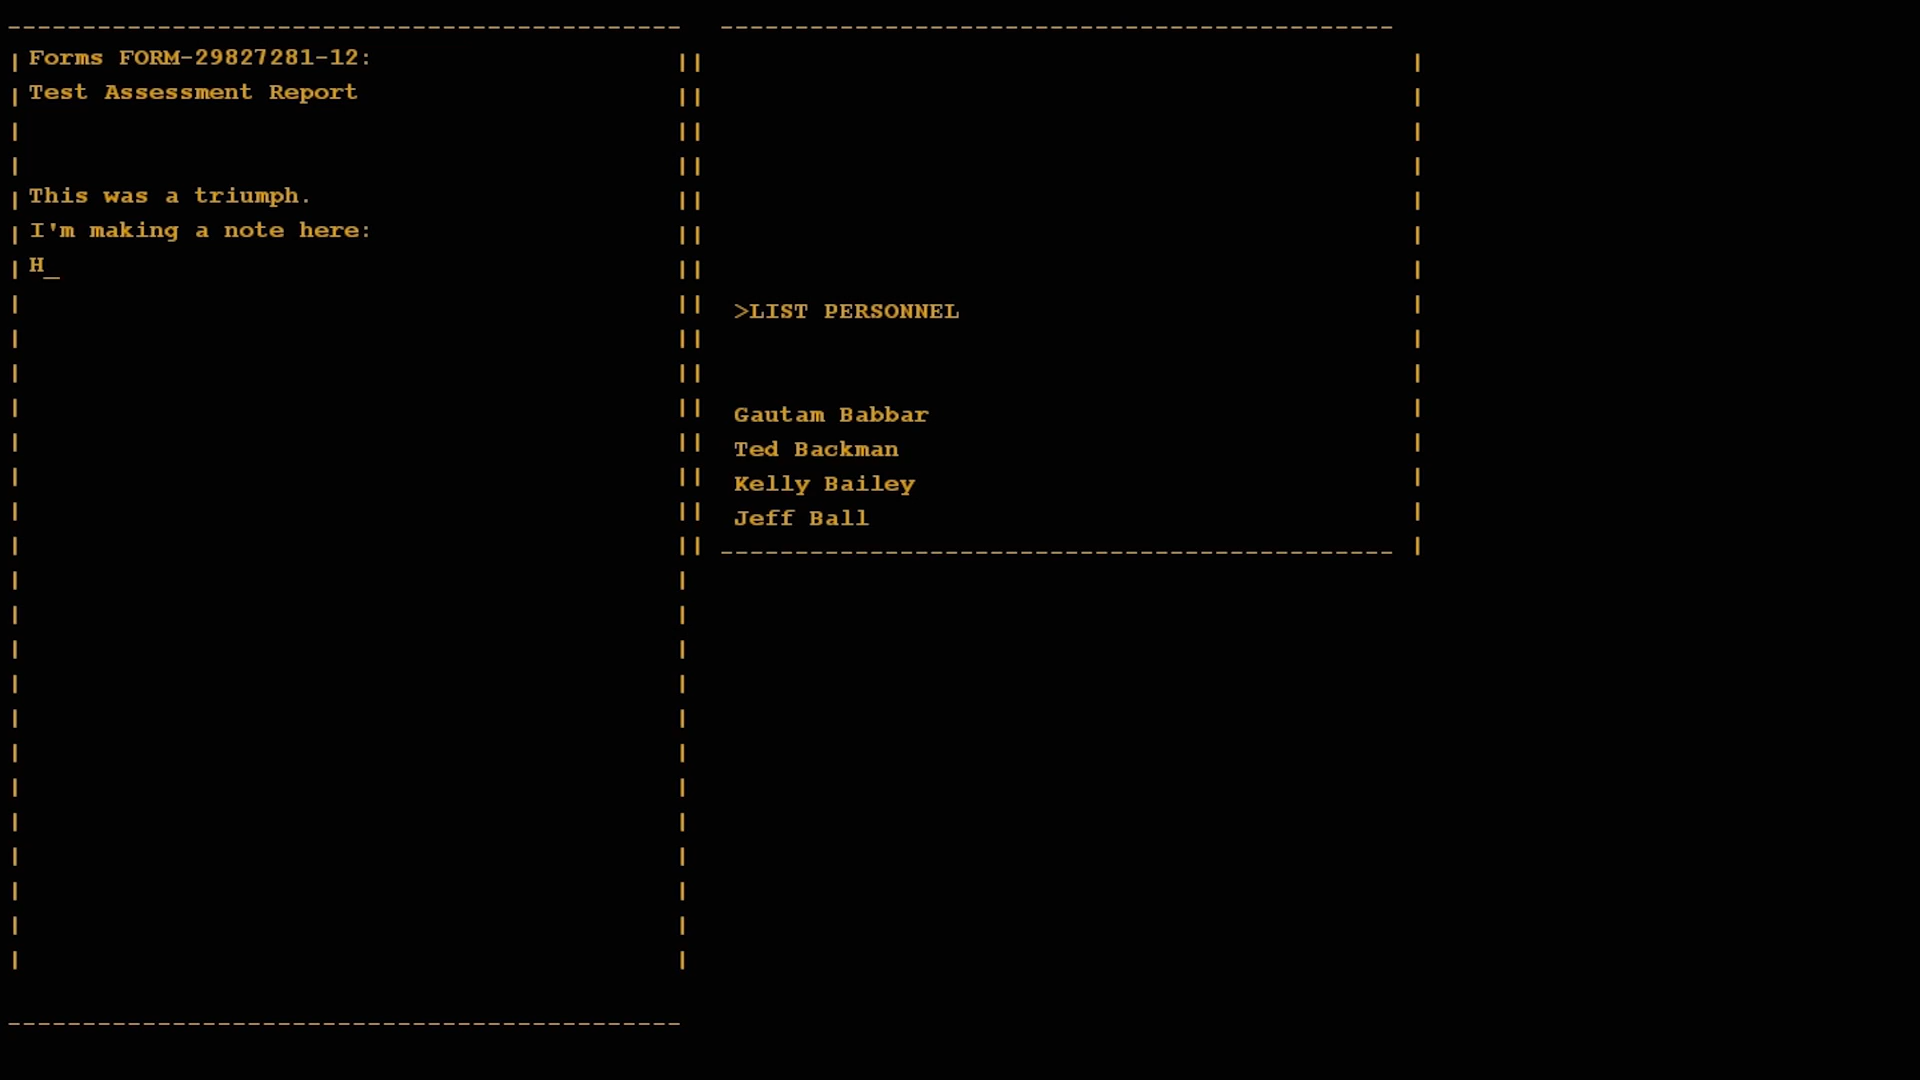 Forms FORM-29827281-12:
Test Assessment Report
This was a triumph.
I'm making a note here:
H_
>LIST PERSONNEL
Gautam Babbar
Ted Backman
Kelly Bailey
Jeff Ball